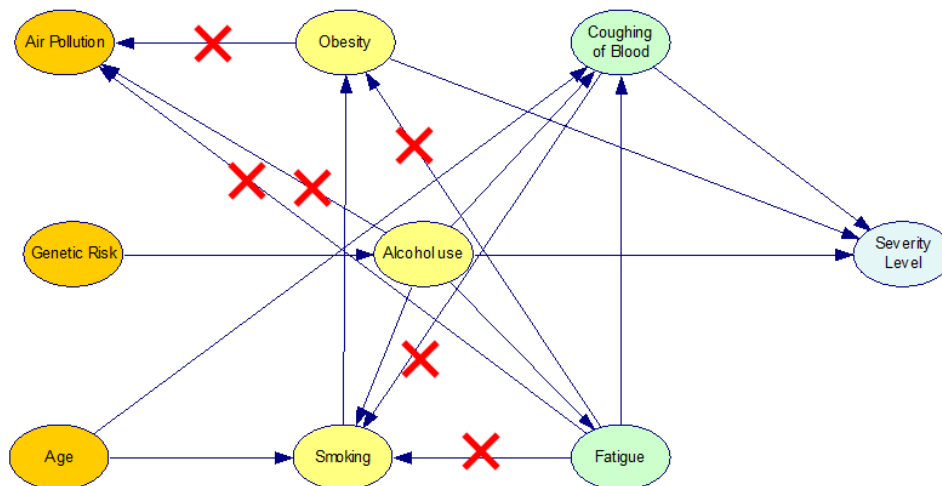 Air Pollution
Obesity
Coughing
of Blood
Genetic Risk
Alcohol use
Severity
Level
Age
Smoking
Fatigue